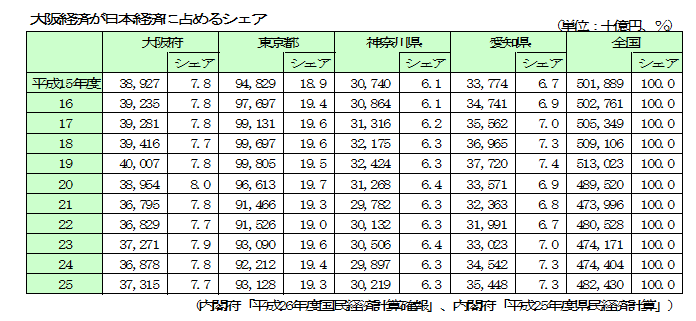 大阪経済が日本経済に占めるシェア
(単位：十億円、%)
大阪府 東京都 神奈川県 愛知県 全国
シェア シェア シェア シェア シェア
平成15年度 38,927 7.8 94,829 18.9 30,740 6.1 33,774 6.7 501,889 100.0
16 39,235 7.8 97,697 19.4 30,864 6.1 34,741 6.9 502,761 100.0
17 39,281 7.8 99,131 19.6 31,316 6.2 35,562 7.0 505,349 100.0
18 39,416 7.7 99,697 19.6 32,175 6.3 36,965 7.3 509,106 100.0
19 40,007 7.8 99,805 19.5 32,424 6.3 37,720 7.4 513,023 100.0
20 38,954 8.0 96,613 19.7 31,268 6.4 33,571 6.9 489,520 100.0
21 36,795 7.8 91,466 19.3 29,782 6.3 32,363 6.8 473,996 100.0
22 36,829 7.7 91,526 19.0 30,132 6.3 31,991 6.7 480,528 100.0
23 37,271 7.9 93,090 19.6 30,506 6.4 33,023 7.0 474,171 100.0
24 36,878 7.8 92,212 19.4 29,897 6.3 34,542 7.3 474,404 100.0
25 37,315 7.7 93,128 19.3 30,219 6.3 35,448 7.3 482,430 100.0
(内閣府「平成26年度国民経済計算確報」、内閣府「平成25年度県民経済計算」)